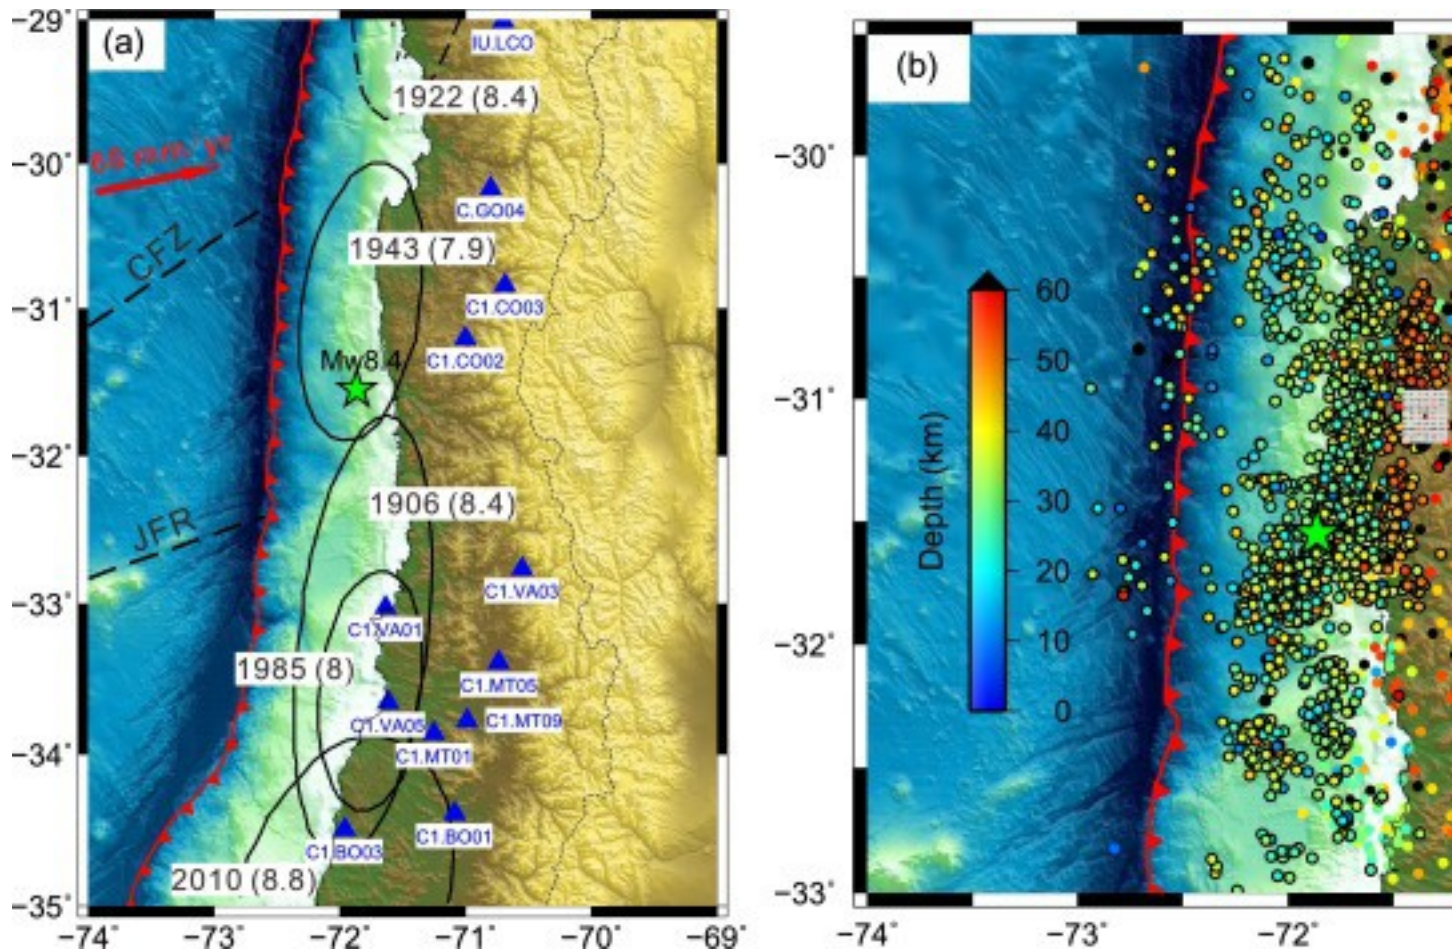 (a)
−29˚
−30˚
−31˚
−32˚
−33˚
−34˚
−35˚
−74˚ −73˚ −72˚ −71˚ −70˚ −69˚
IU.LCO
1922 (8.4)
mm/yr
CFZ
C.GO04
1943 (7.9)
C1.CO03
C1.CO02
Mw8.4
1906 (8.4)
JFR
C1.VA03
C1.VA01
1985 (8)
C1.MT05
C1.VA05
C1.MT09
C1.MT01
C1.BO01
C1.BO03
2010 (8.8)
(b)
−30˚
−31˚
−32˚
−33˚
−74˚ −73˚ −72˚
Depth (km)
60
50
40
30
20
10
0